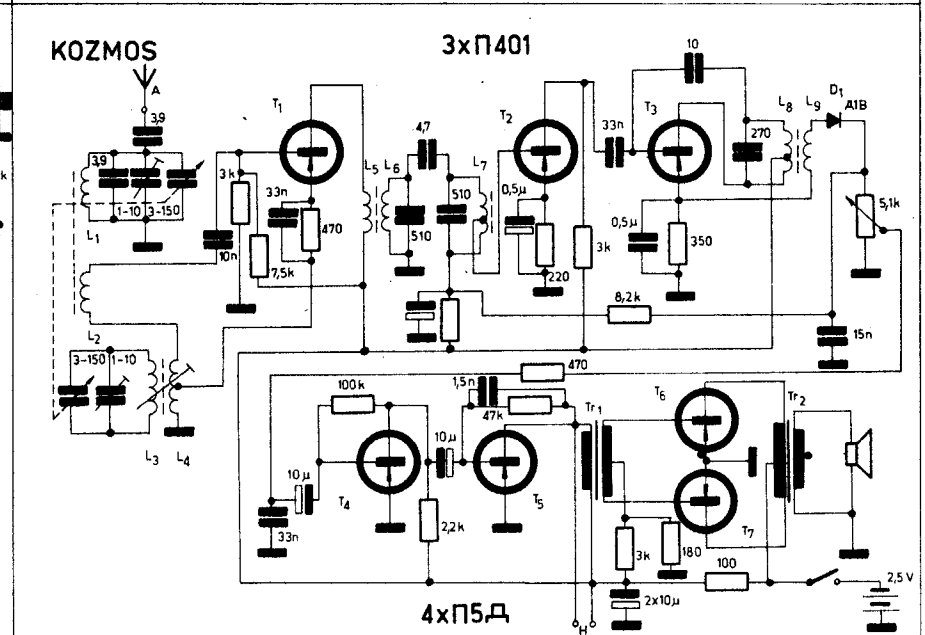 KOZMOS
3xП401
A
3,9
3,9
1-10
3-150
L1
L2
3-150
1-10
L3
L4
10n
3k
7,5k
T1
33n
470
L5
L6
4,7
510
510
L7
T2
0,5µ
220
3k
33n
10
T3
0,5µ
350
270
L8
L9
D1
Д1В
5,1k
8,2k
15n
470
1,5n
47k
100k
10µ
33n
T4
10µ
2,2k
T5
Tr1
T6
T7
Tr2
3k
180
100
2x10µ
2,5 V
H
4xП5Д
k